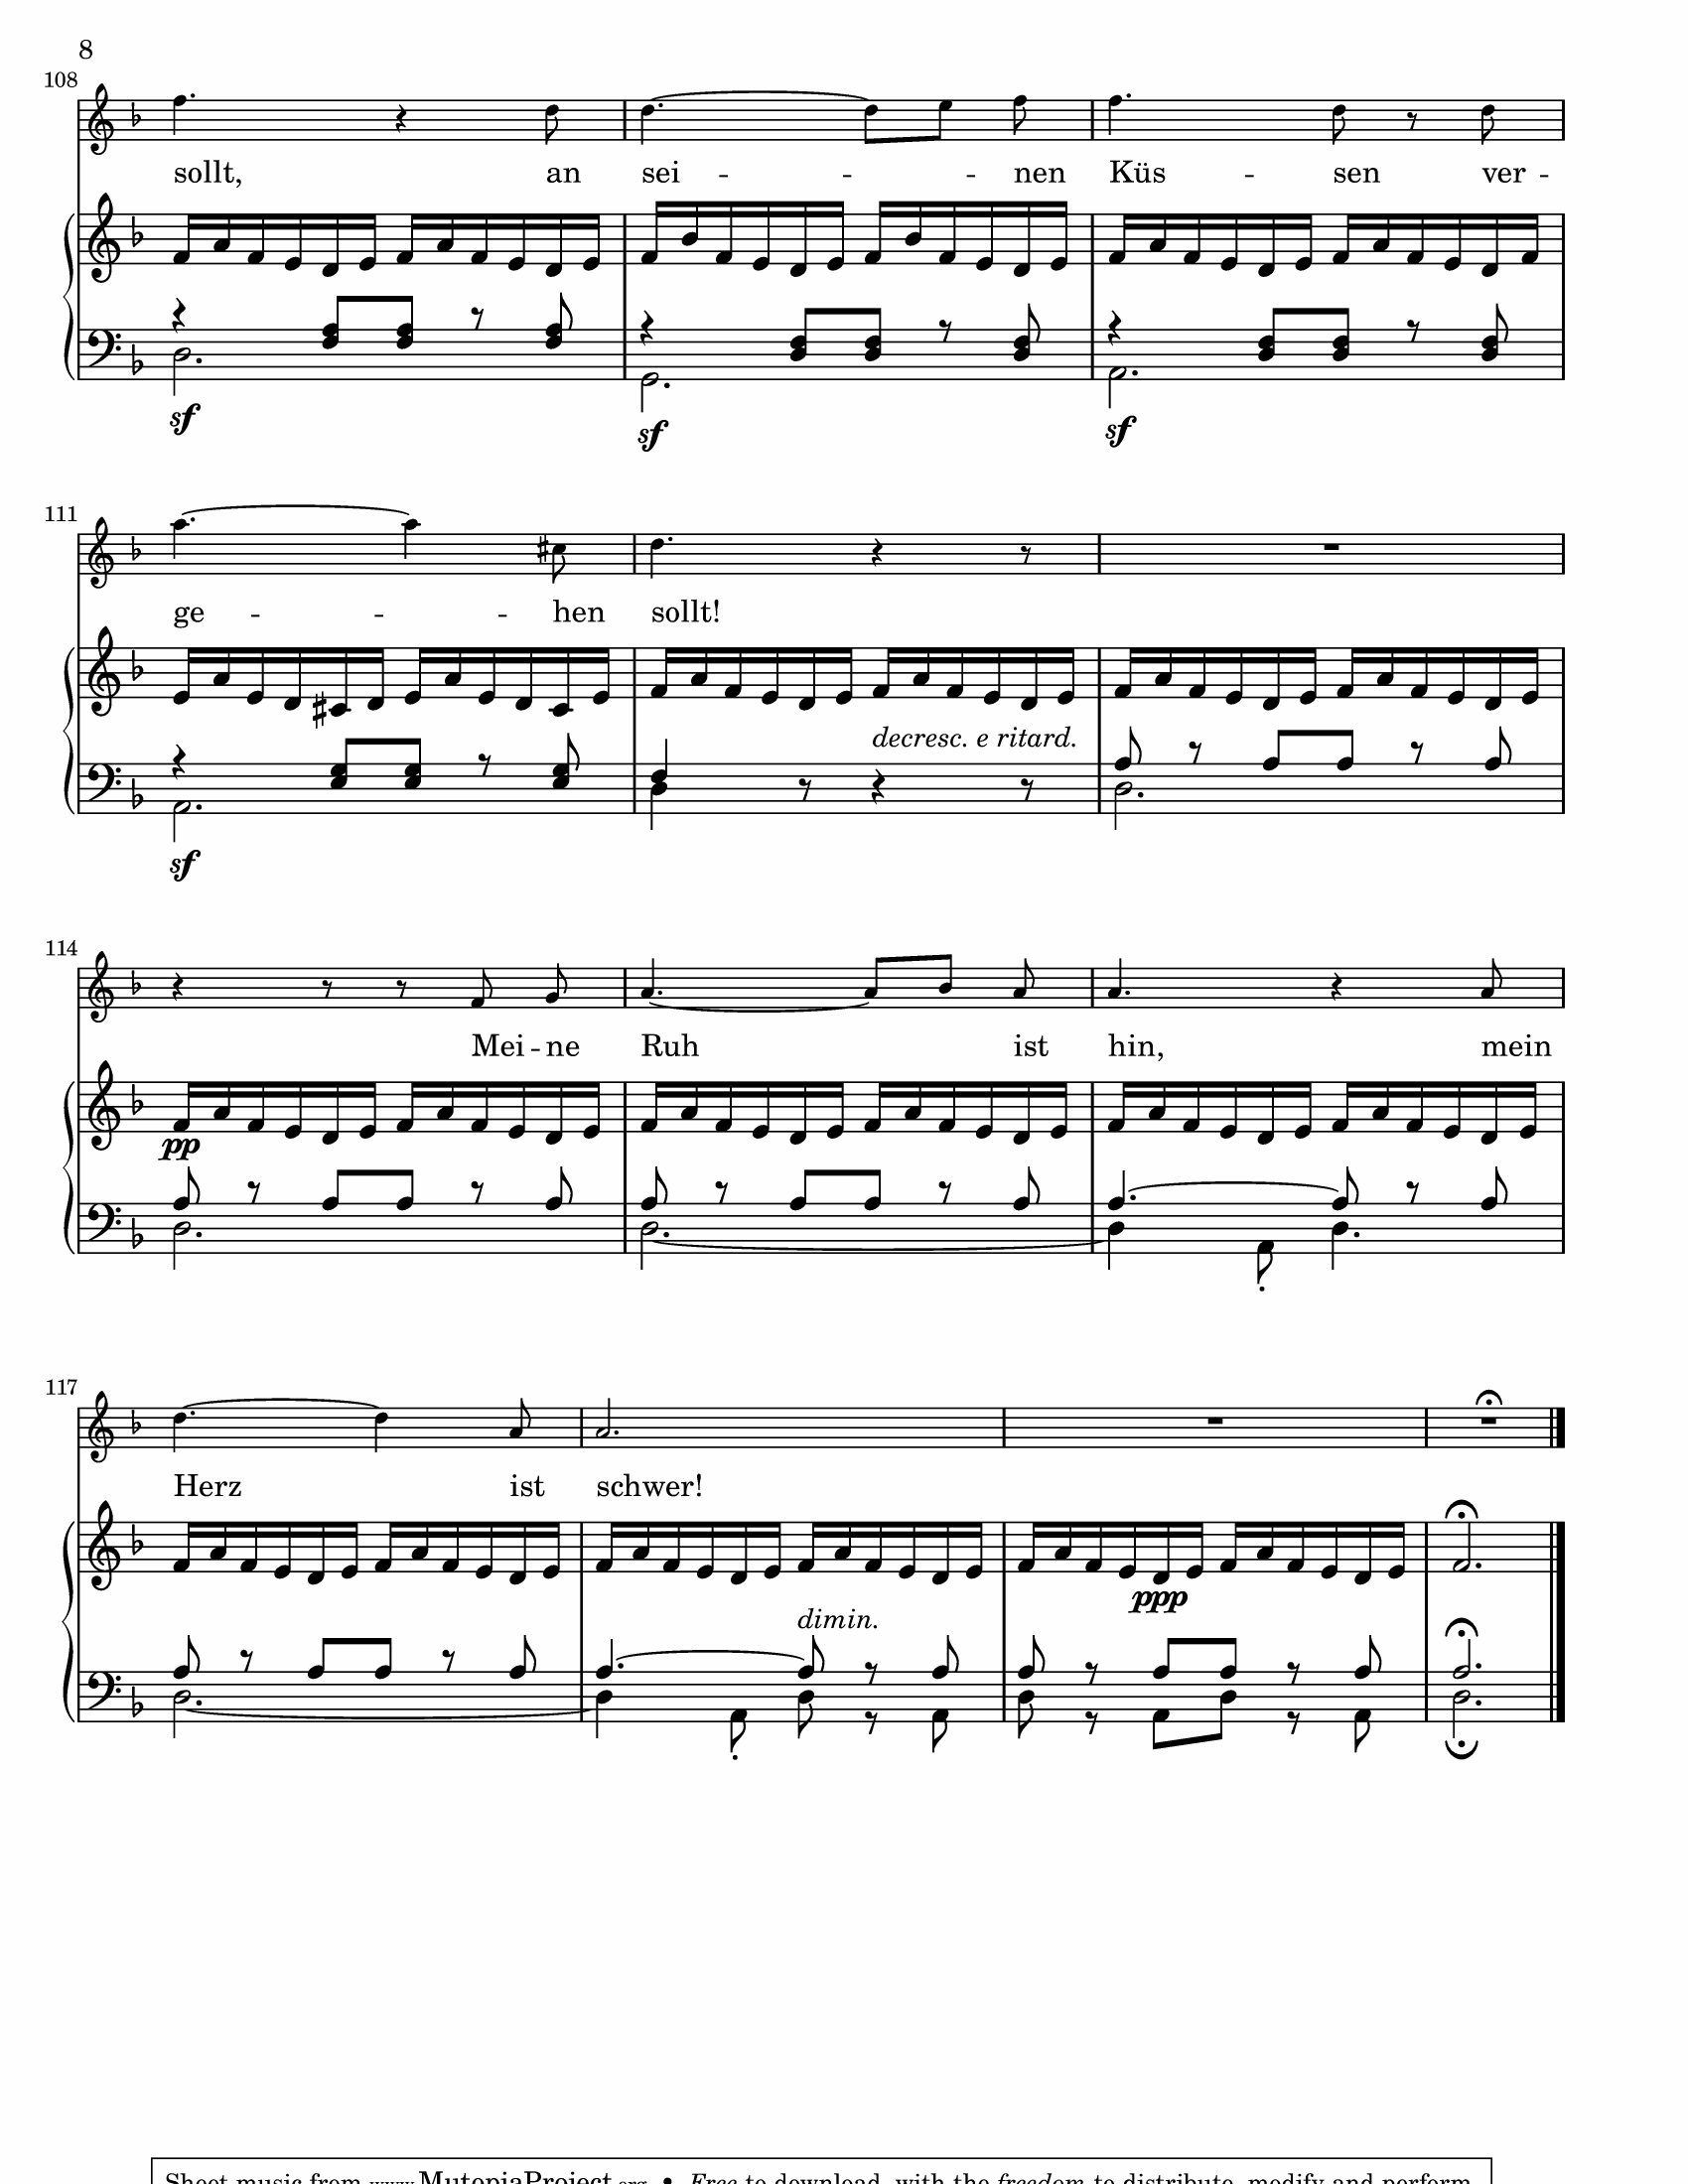 8
108
sollt, an sei -- - nen Küs - sen ver -
sf sf sf
111
ge - - hen sollt!
decresc. e ritard.
sf
114
Mei - ne Ruh ist hin, mein
pp
117
Herz ist schwer!
ppp
dimin.
Sheet music from www.MutopiaProject.org • Free to download, with the freedom to distribute, modify and perform